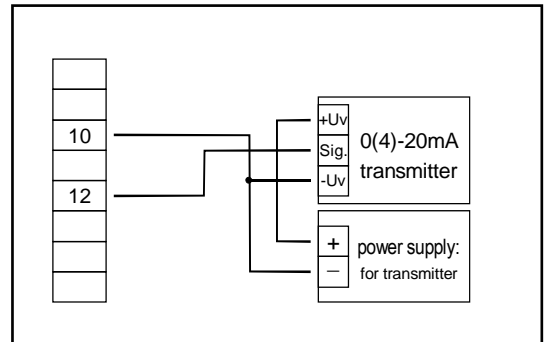 10
12
+Uv
Sig.
-Uv
0(4)-20mA
transmitter
+
−
power supply:
for transmitter